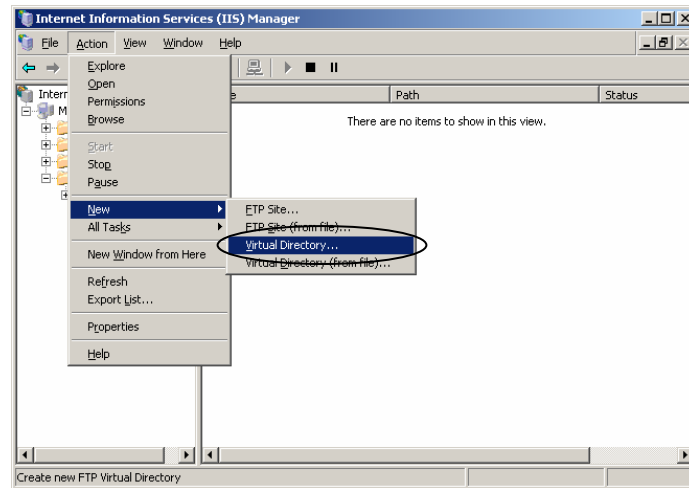 Internet Information Services (IIS) Manager
File Action View Window Help
Explore
Open
Permissions
Browse
Start
Stop
Pause
New
All Tasks
New Window from Here
Refresh
Export List...
Properties
Help
FTP Site...
FTP Site (from file)...
Virtual Directory...
Virtual Directory (from file)...
Interr
M
e Path Status
There are no items to show in this view.
Create new FTP Virtual Directory